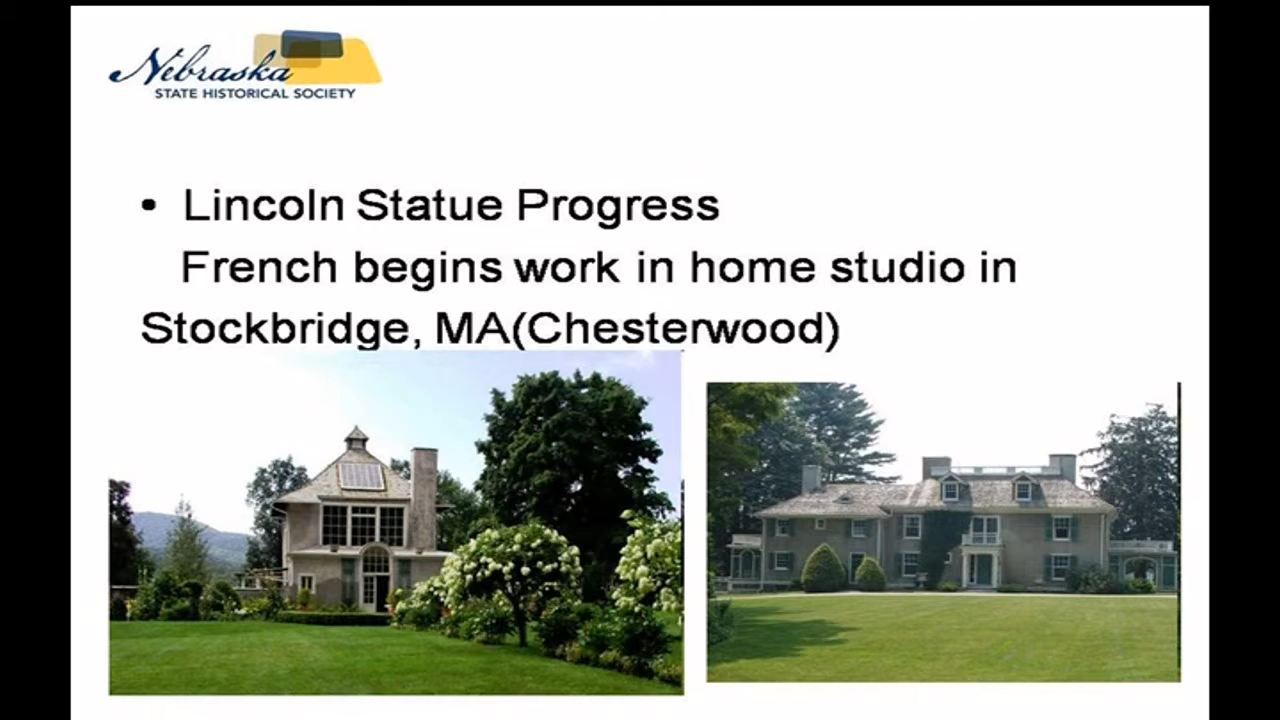 Nebraska
STATE HISTORICAL SOCIETY
• Lincoln Statue Progress
French begins work in home studio in
Stockbridge, MA(Chesterwood)